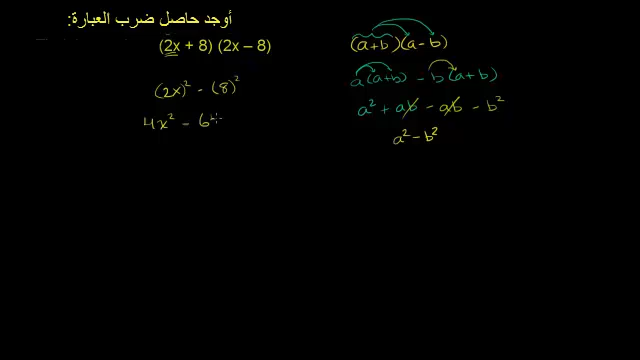 أوجد حاصل ضرب العبارة:
(2x + 8) (2x – 8)
(2x)² - (8)²
4x² - 6
(a+b)(a-b)
a(a+b) - b(a+b)
a² + ab - ab - b²
a² - b²